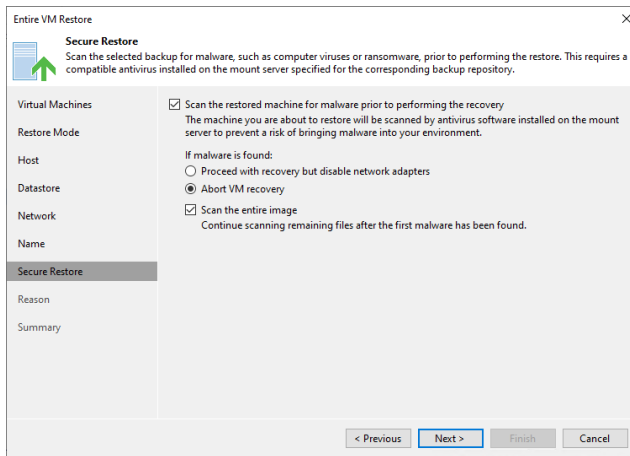 Entire VM Restore
Secure Restore
Scan the selected backup for malware, such as computer viruses or ransomware, prior to performing the restore. This requires a
compatible antivirus installed on the mount server specified for the corresponding backup repository.
Virtual Machines
Restore Mode
Host
Datastore
Network
Name
Secure Restore
Reason
Summary
Scan the restored machine for malware prior to performing the recovery
The machine you are about to restore will be scanned by antivirus software installed on the mount
server to prevent a risk of bringing malware into your environment.
If malware is found:
Proceed with recovery but disable network adapters
Abort VM recovery
Scan the entire image
Continue scanning remaining files after the first malware has been found.
< Previous
Next >
Finish
Cancel